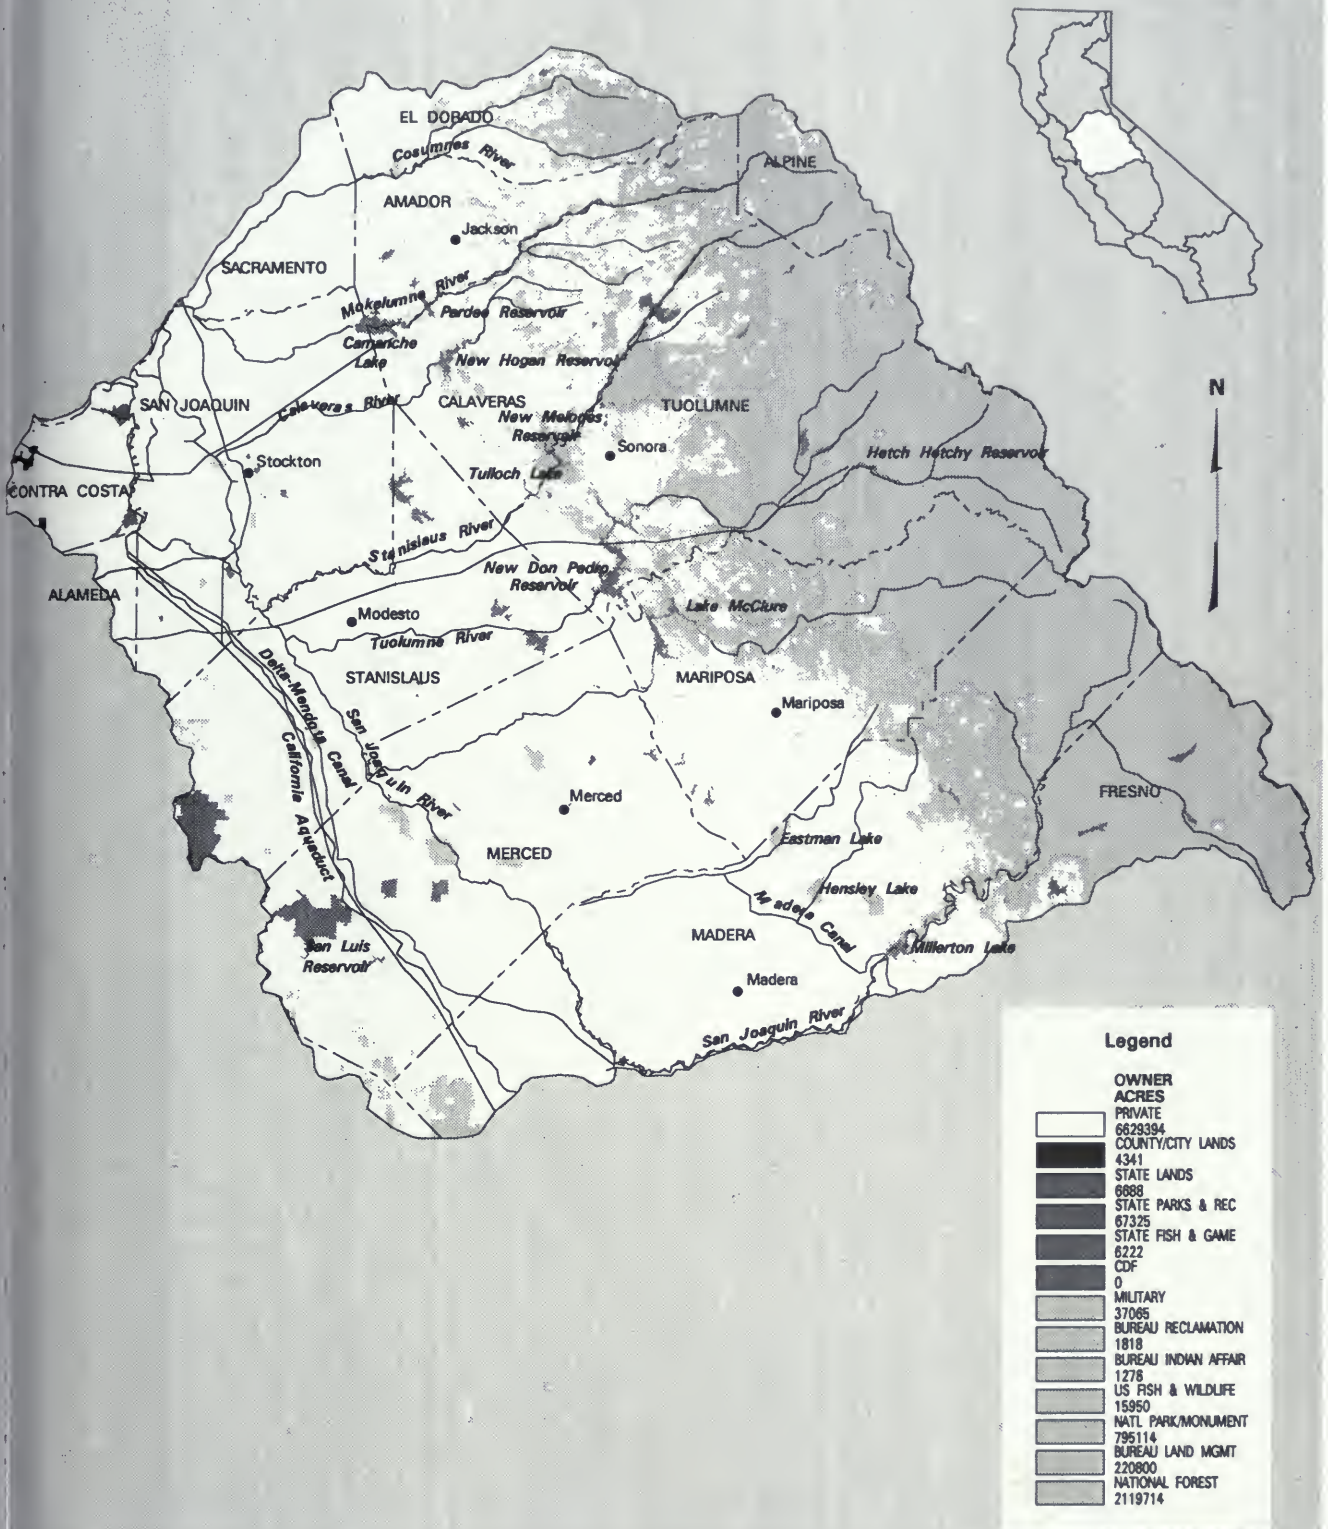 EL DORADO
Cosumnes River
ALPINE
AMADOR
Jackson
SACRAMENTO
Mokelumne River
Pardee Reservoir
Camanche
Lake
New Hogan Reservoir
SAN JOAQUIN
Calaveras River
CALAVERAS
New Melones
Reservoir
TUOLUMNE
N
Sonora
Hetch Hetchy Reservoir
Stockton
Tulloch Lake
CONTRA COSTA
Stanislaus River
New Don Pedro
Reservoir
ALAMEDA
Lake McClure
Modesto
Tuolumne River
STANISLAUS
MARIPOSA
Delta-Mendota Canal
San Joaquin River
Mariposa
California Aquaduct
Merced
FRESNO
Eastman Lake
MERCED
Hensley Lake
Madera Canal
MADERA
Millerton Lake
San Luis
Reservoir
Madera
San Joaquin River
Legend
OWNER
ACRES
PRIVATE
6629394
COUNTY/CITY LANDS
4341
STATE LANDS
6688
STATE PARKS & REC
67325
STATE FISH & GAME
6222
CDF
0
MILITARY
37065
BUREAU RECLAMATION
1818
BUREAU INDIAN AFFAIR
1276
US FISH & WILDLIFE
15950
NATL PARK/MONUMENT
795114
BUREAU LAND MGMT
220800
NATIONAL FOREST
2119714